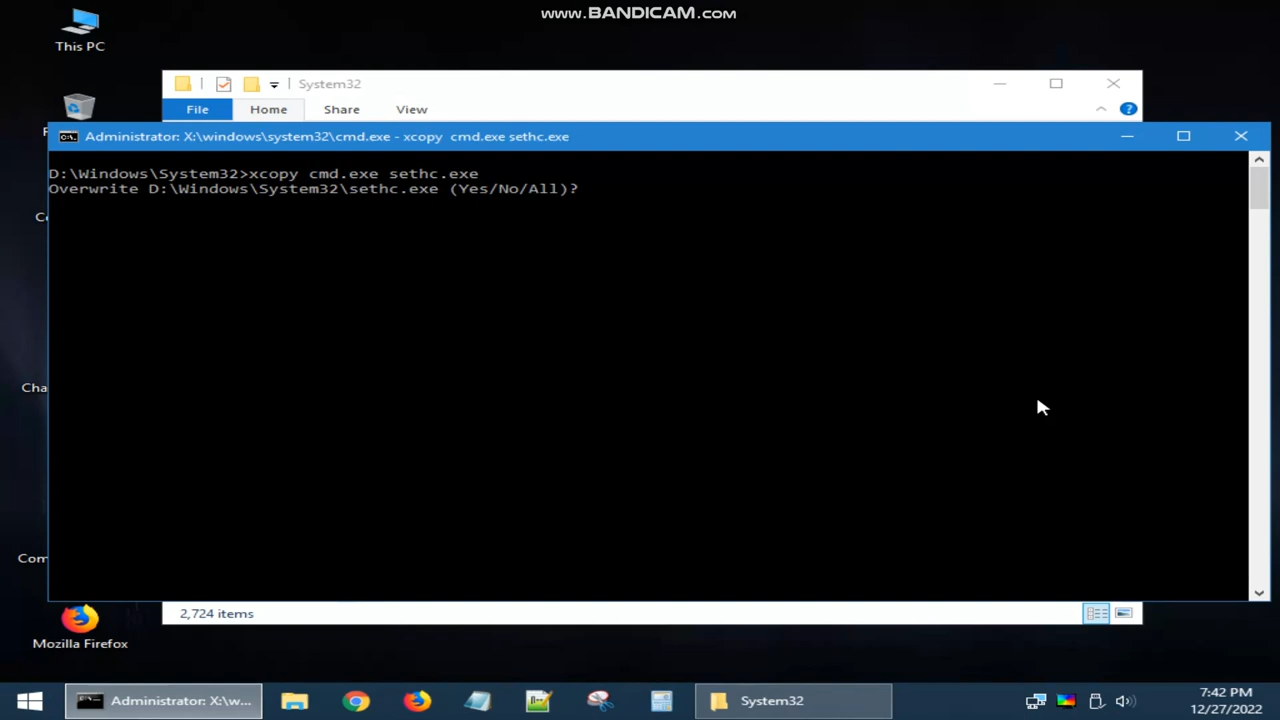 www.BANDICAM.com
This PC
System32
File
Home
Share
View
Administrator: X:\windows\system32\cmd.exe - xcopy  cmd.exe sethc.exe
D:\Windows\System32>xcopy cmd.exe sethc.exe
Overwrite D:\Windows\System32\sethc.exe (Yes/No/All)?
Cha
Com
2,724 items
Mozilla Firefox
Administrator: X:\w...
System32
7:42 PM
12/27/2022